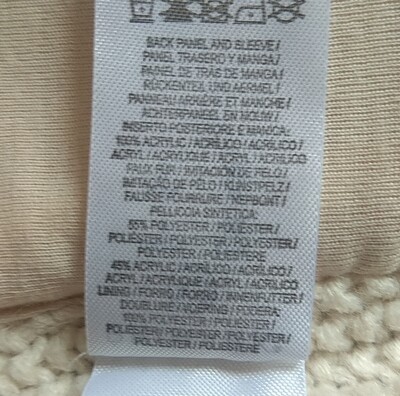 BACK PANEL AND SLEEVE /
PANEL TRASERO Y MANGA /
PANEL DE TRÁS DE MANGA /
RÜCKENTEIL UND AERMEL /
PANNEAU ARRIÈRE ET MANCHE /
ACHTERPANEEL EN MOUW /
INSERTO POSTERIORE E MANICA:
100% ACRYLIC / ACRÍLICO / ACRÍLICO /
ACRYL / ACRYLIQUE / ACRYL / ACRILICO
FAUX FUR / IMITACIÓN DE PELO /
IMITAÇÃO DE PELO / KUNSTPELZ /
FAUSSE FOURRURE / NEPBONT /
PELLICCIA SINTETICA:
55% POLYESTER / POLIÉSTER /
POLIÉSTER / POLYESTER / POLYESTER /
POLYESTER / POLIESTERE
45% ACRYLIC / ACRÍLICO / ACRÍLICO /
ACRYL / ACRYLIQUE / ACRYL / ACRILICO
LINING / FORRO / FORRO / INNENFUTTER /
DOUBLURE / VOERING / FODERA:
100% POLYESTER / POLIÉSTER /
POLIÉSTER / POLYESTER / POLYESTER /
POLYESTER / POLIESTERE